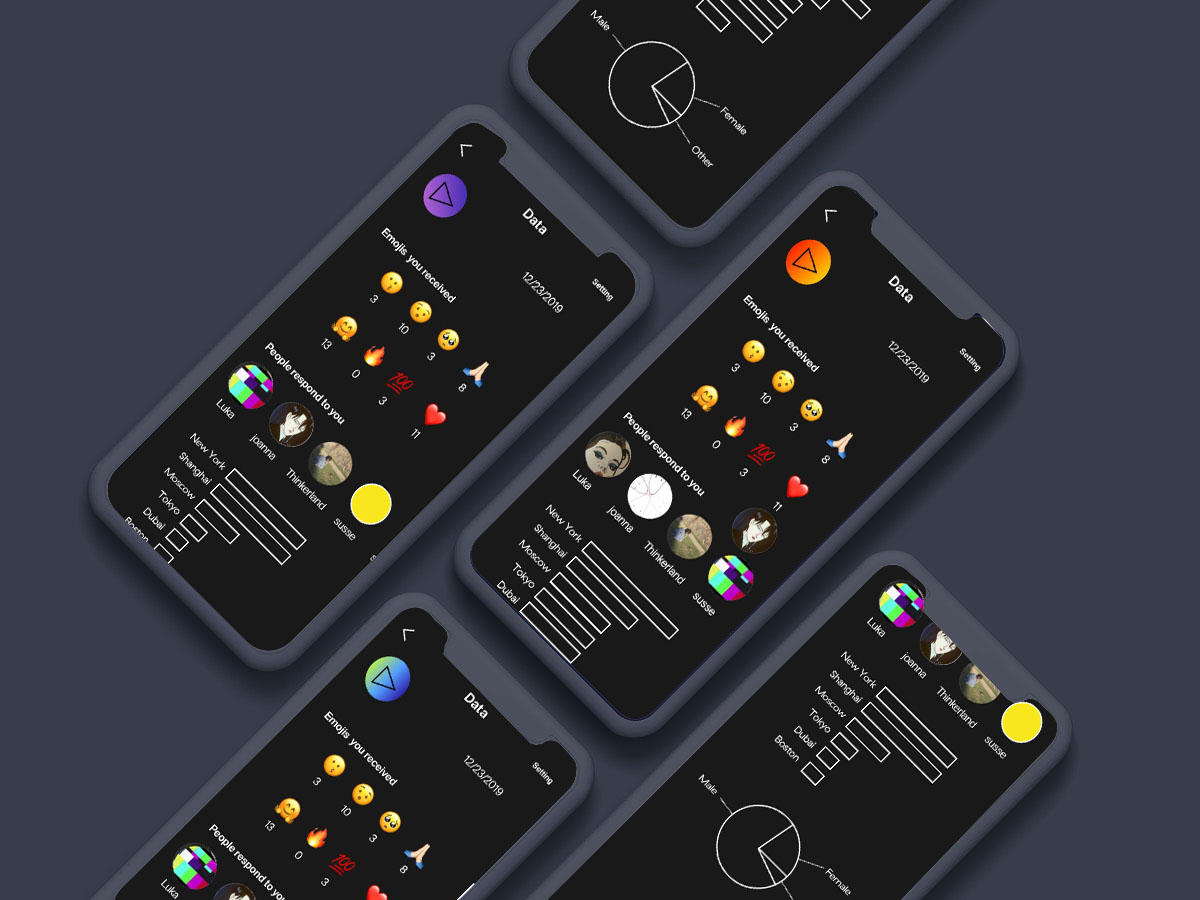 Male
Female
Other
Data
Setting
12/23/2019
Emojis you received
3
10
3
8
13
0
3
11
People respond to you
Luka
joanna
Thinkerland
susse
s
New York
Shanghai
Moscow
Tokyo
Dubai
Boston
Data
Setting
12/23/2019
Emojis you received
3
10
3
8
13
0
3
11
People respond to you
Luka
joanna
Thinkerland
susse
New York
Shanghai
Moscow
Tokyo
Dubai
Data
Setting
12/23/2019
Emojis you received
3
10
3
8
13
0
3
People respond to you
Luka
Luka
joanna
Thinkerland
susse
New York
Shanghai
Moscow
Tokyo
Dubai
Boston
Male
Female